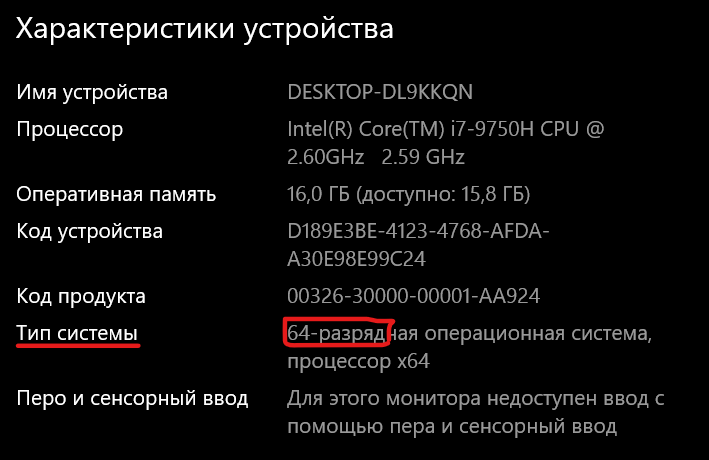 Характеристики устройства
Имя устройства DESKTOP-DL9KKQN
Процессор Intel(R) Core(TM) i7-9750H CPU @
2.60GHz 2.59 GHz
Оперативная память 16,0 ГБ (доступно: 15,8 ГБ)
Код устройства D189E3BE-4123-4768-AFDA-
A30E98E99C24
Код продукта 00326-30000-00001-AA924
Тип системы 64-разрядная операционная система,
процессор x64
Перо и сенсорный ввод Для этого монитора недоступен ввод с
помощью пера и сенсорный ввод